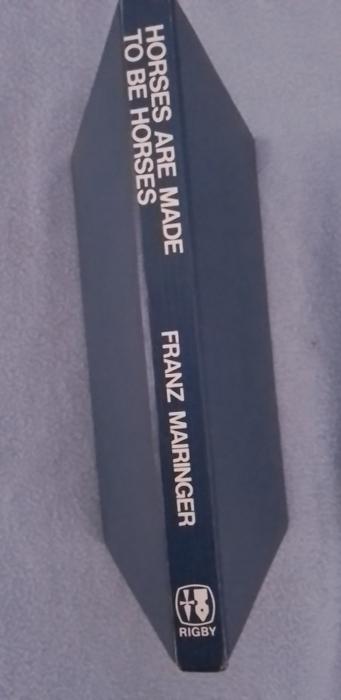 HORSES ARE MADE
TO BE HORSES
FRANZ MAIRINGER
RIGBY